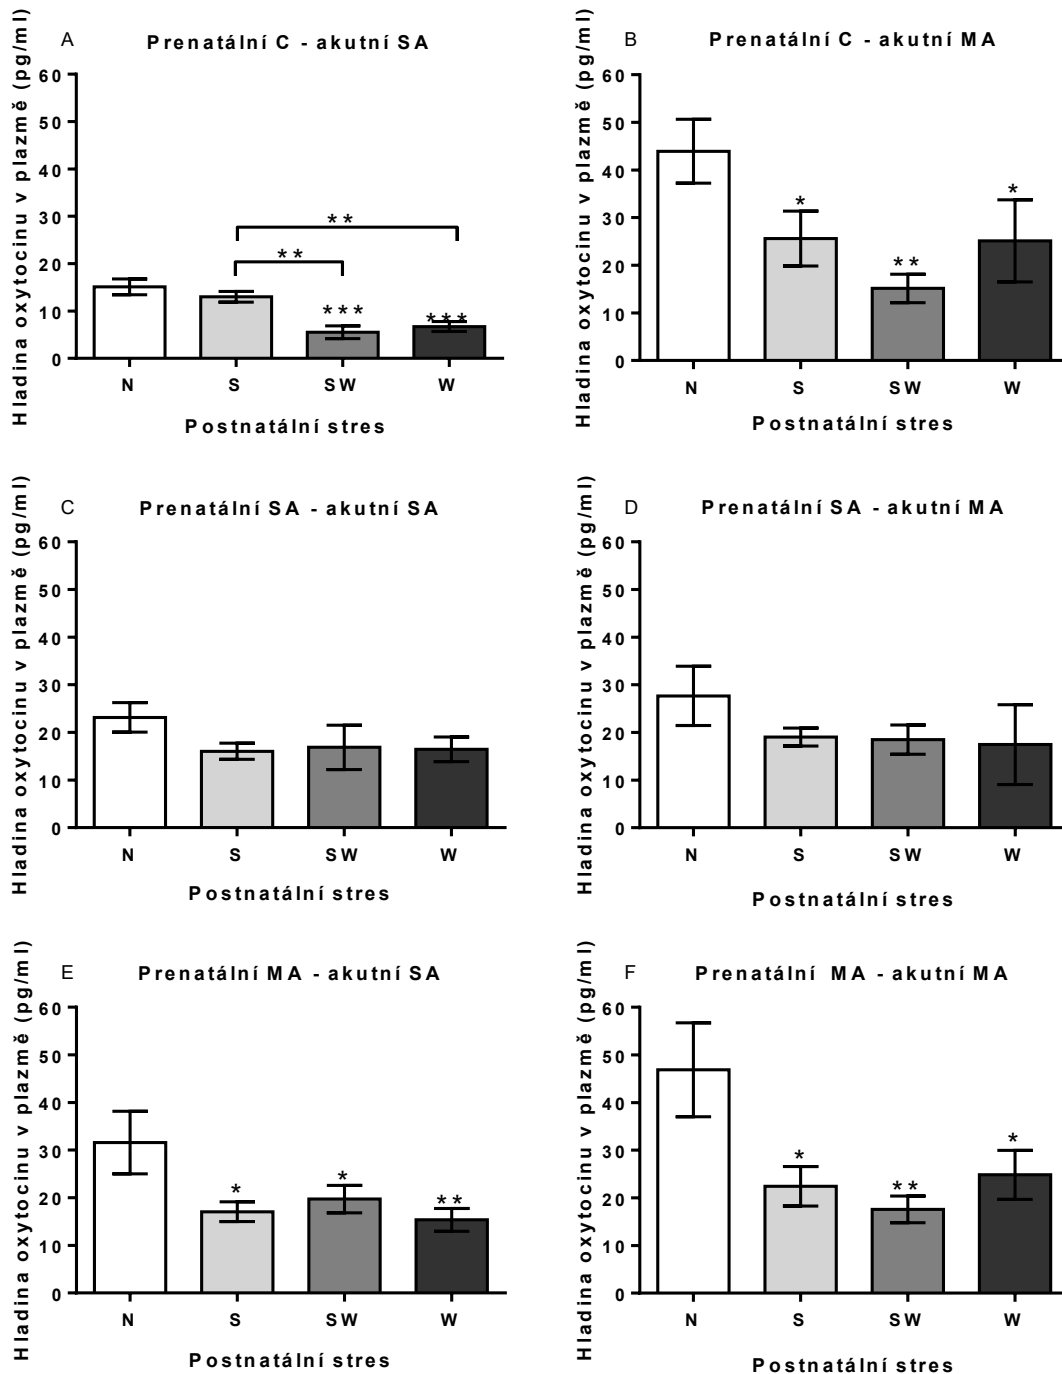 A Prenatální C - akutní SA
Hladina oxytocinu v plazmě (pg/ml)
60
50
40
30
20
10
0
**
**
***
***
N S SW W
Postnatální stres
B Prenatální C - akutní MA
Hladina oxytocinu v plazmě (pg/ml)
60
50
40
30
20
10
0
*
**
*
N S SW W
Postnatální stres
C Prenatální SA - akutní SA
Hladina oxytocinu v plazmě (pg/ml)
60
50
40
30
20
10
0
N S SW W
Postnatální stres
D Prenatální SA - akutní MA
Hladina oxytocinu v plazmě (pg/ml)
60
50
40
30
20
10
0
N S SW W
Postnatální stres
E Prenatální MA - akutní SA
Hladina oxytocinu v plazmě (pg/ml)
60
50
40
30
20
10
0
*
*
**
N S SW W
Postnatální stres
F Prenatální MA - akutní MA
Hladina oxytocinu v plazmě (pg/ml)
60
50
40
30
20
10
0
*
**
*
N S SW W
Postnatální stres